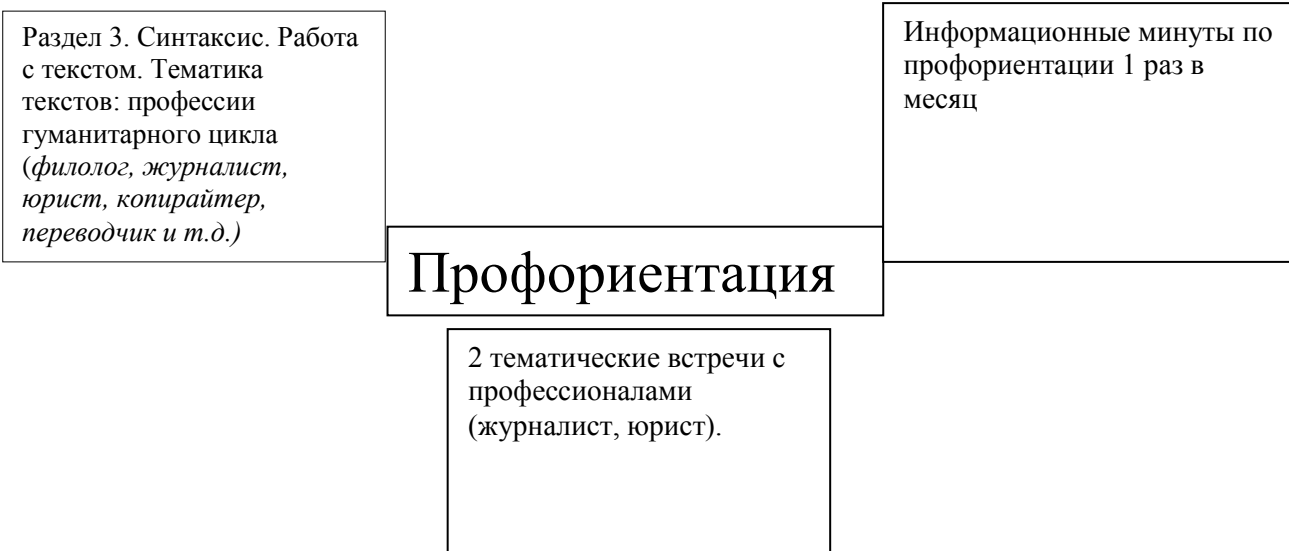 Раздел 3. Синтаксис. Работа
с текстом. Тематика
текстов: профессии
гуманитарного цикла
(филолог, журналист,
юрист, копирайтер,
переводчик и т.д.)
Информационные минуты по
профориентации 1 раз в
месяц
Профориентация
2 тематические встречи с
профессионалами
(журналист, юрист).